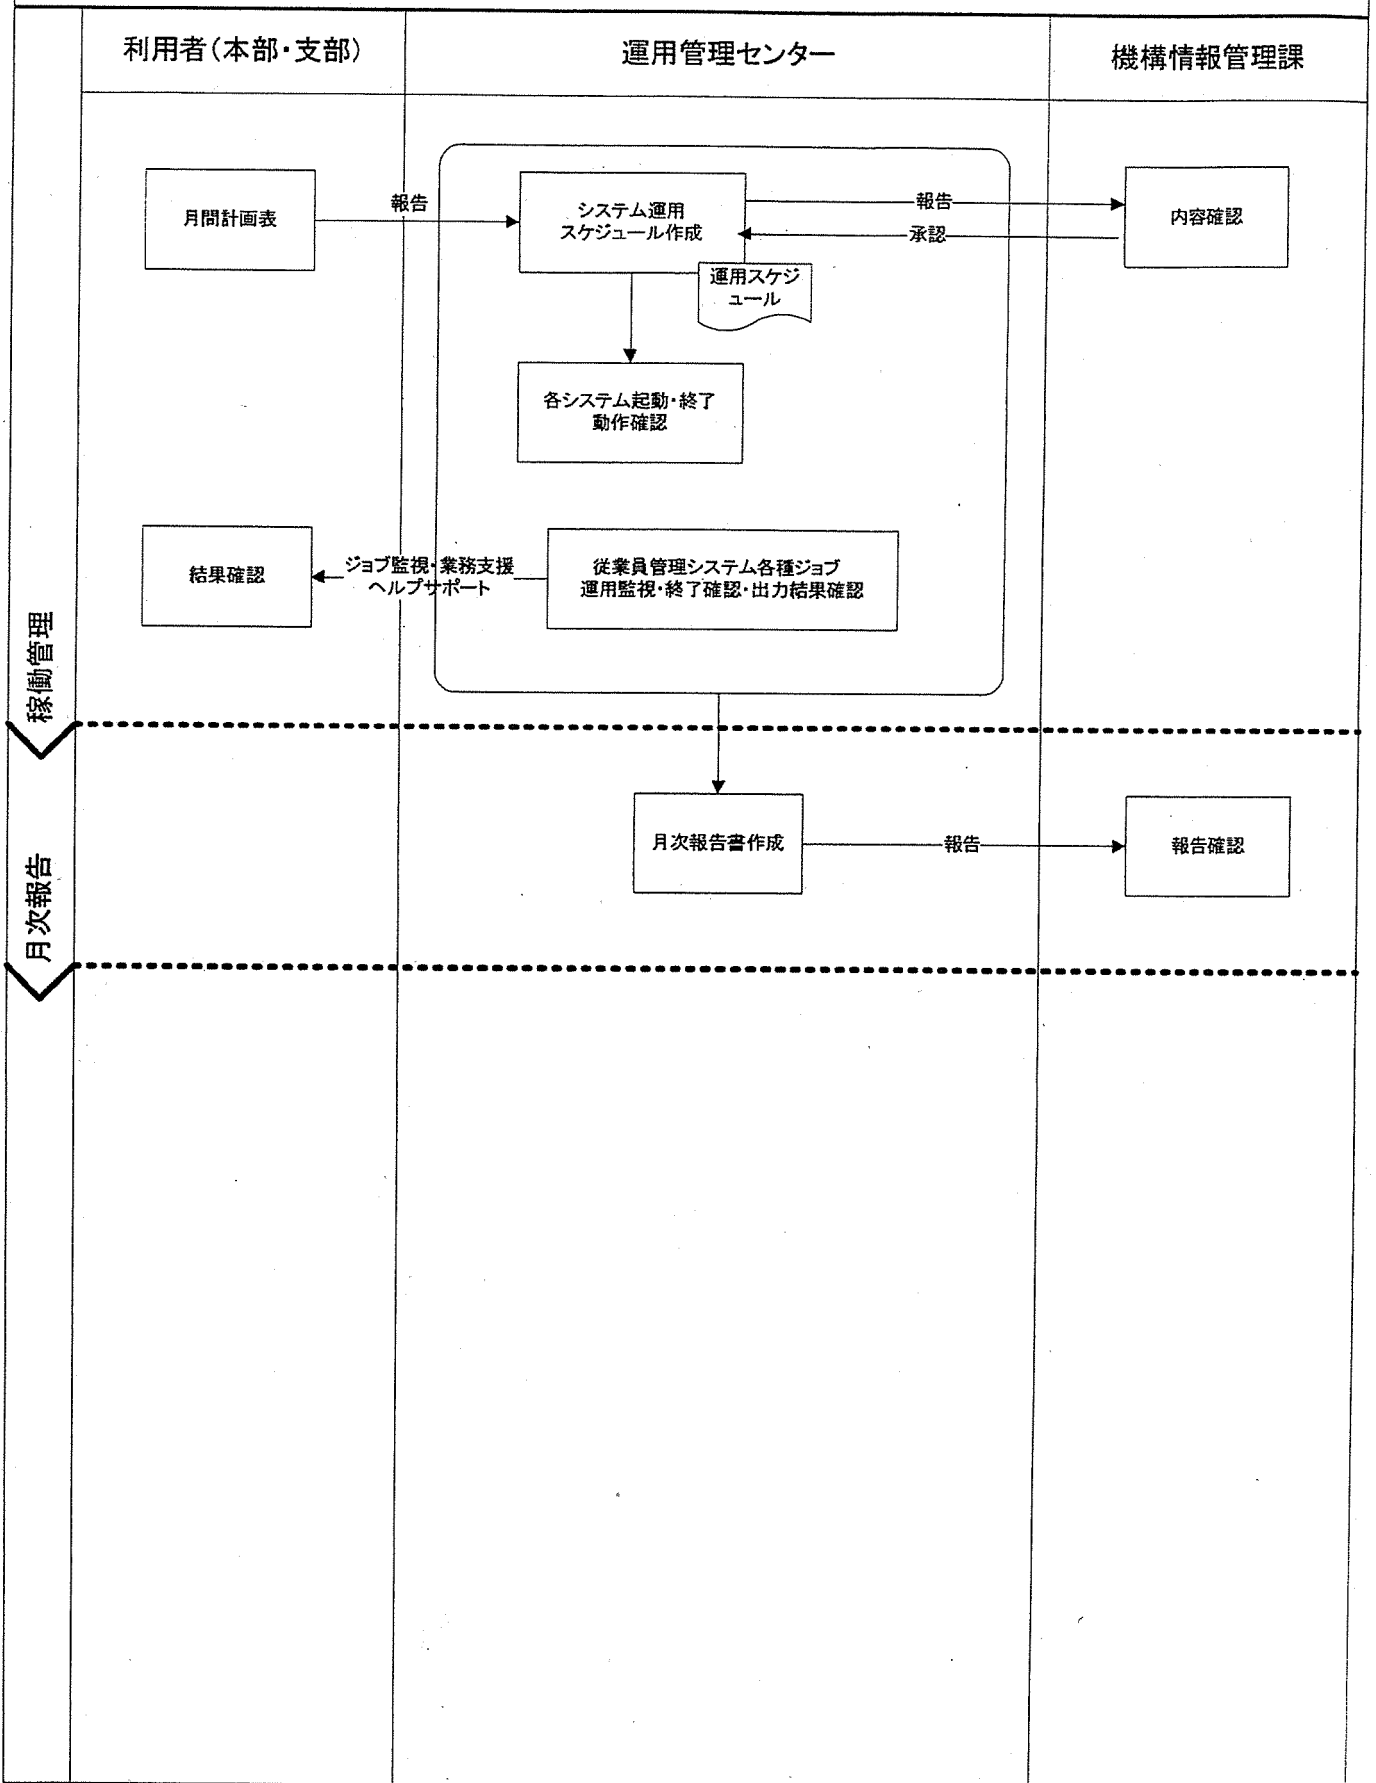 利用者(本部・支部)
運用管理センター
機構情報管理課
月間計画表
報告
システム運用
スケジュール作成
報告
承認
内容確認
運用スケジ
ュール
各システム起動・終了
動作確認
結果確認
ジョブ監視・業務支援
ヘルプサポート
従業員管理システム各種ジョブ
運用監視・終了確認・出力結果確認
稼働管理
月次報告書作成
報告
報告確認
月次報告